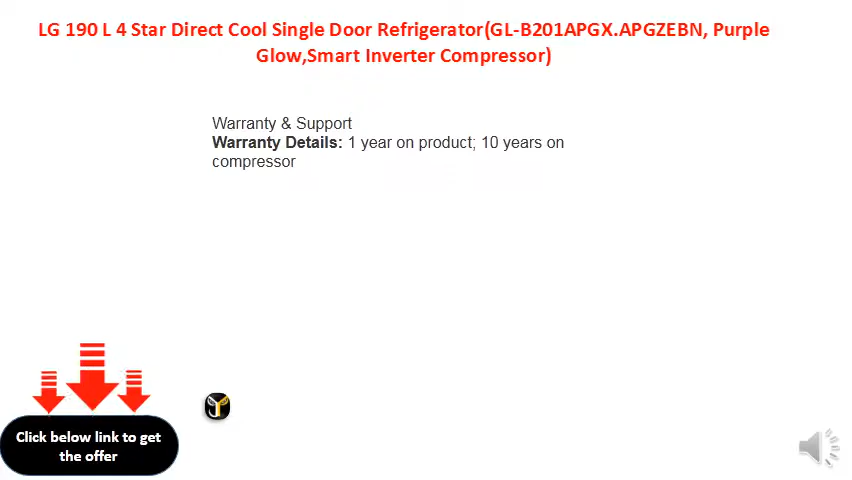 LG 190 L 4 Star Direct Cool Single Door Refrigerator(GL-B201APGX.APGZEBN, Purple
Glow,Smart Inverter Compressor)
Warranty & Support
Warranty Details: 1 year on product; 10 years on
compressor
Click below link to get
the offer